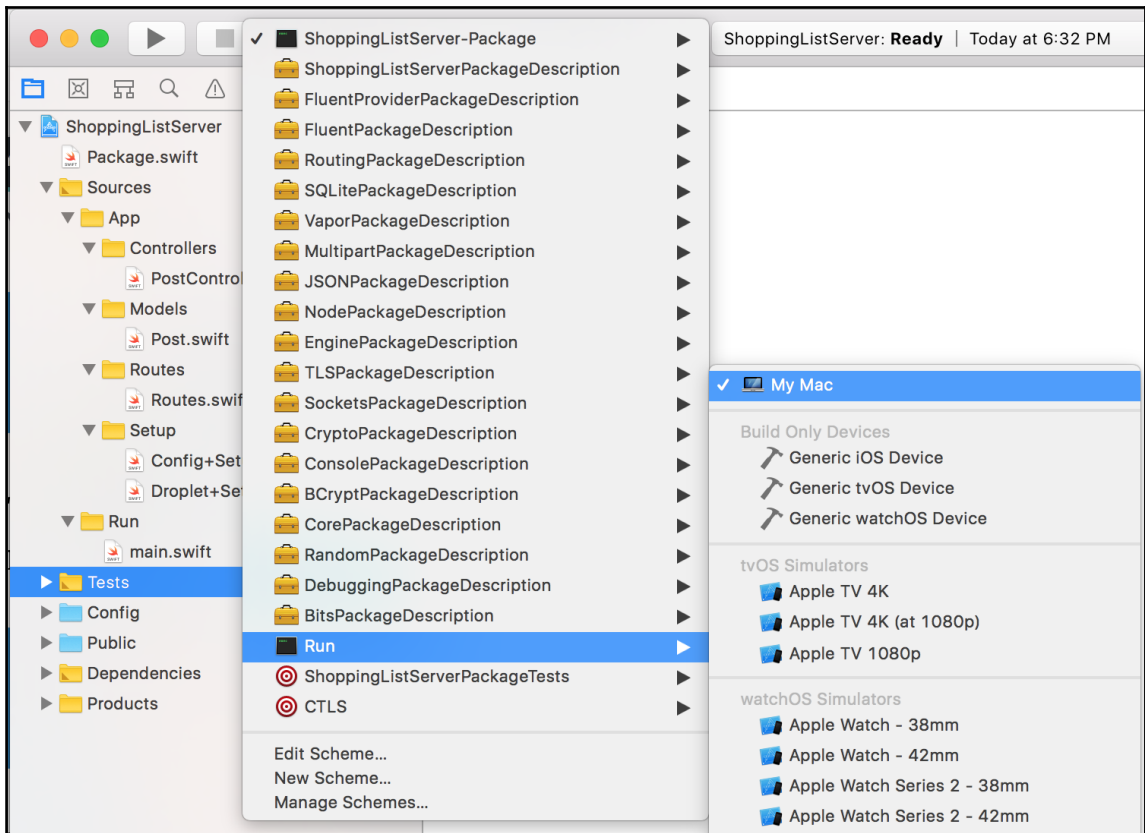 ShoppingListServer: Ready | Today at 6:32 PM
ShoppingListServer
Package.swift
Sources
App
Controllers
PostControl
Models
Post.swift
Routes
Routes.swif
Setup
Config+Set
Droplet+Set
Run
main.swift
Tests
Config
Public
Dependencies
Products
ShoppingListServer-Package
ShoppingListServerPackageDescription
FluentProviderPackageDescription
FluentPackageDescription
RoutingPackageDescription
SQLitePackageDescription
VaporPackageDescription
MultipartPackageDescription
JSONPackageDescription
NodePackageDescription
EnginePackageDescription
TLSPackageDescription
SocketsPackageDescription
CryptoPackageDescription
ConsolePackageDescription
BCryptPackageDescription
CorePackageDescription
RandomPackageDescription
DebuggingPackageDescription
BitsPackageDescription
Run
ShoppingListServerPackageTests
CTLS
Edit Scheme...
New Scheme...
Manage Schemes...
My Mac
Build Only Devices
Generic iOS Device
Generic tvOS Device
Generic watchOS Device
tvOS Simulators
Apple TV 4K
Apple TV 4K (at 1080p)
Apple TV 1080p
watchOS Simulators
Apple Watch - 38mm
Apple Watch - 42mm
Apple Watch Series 2 - 38mm
Apple Watch Series 2 - 42mm